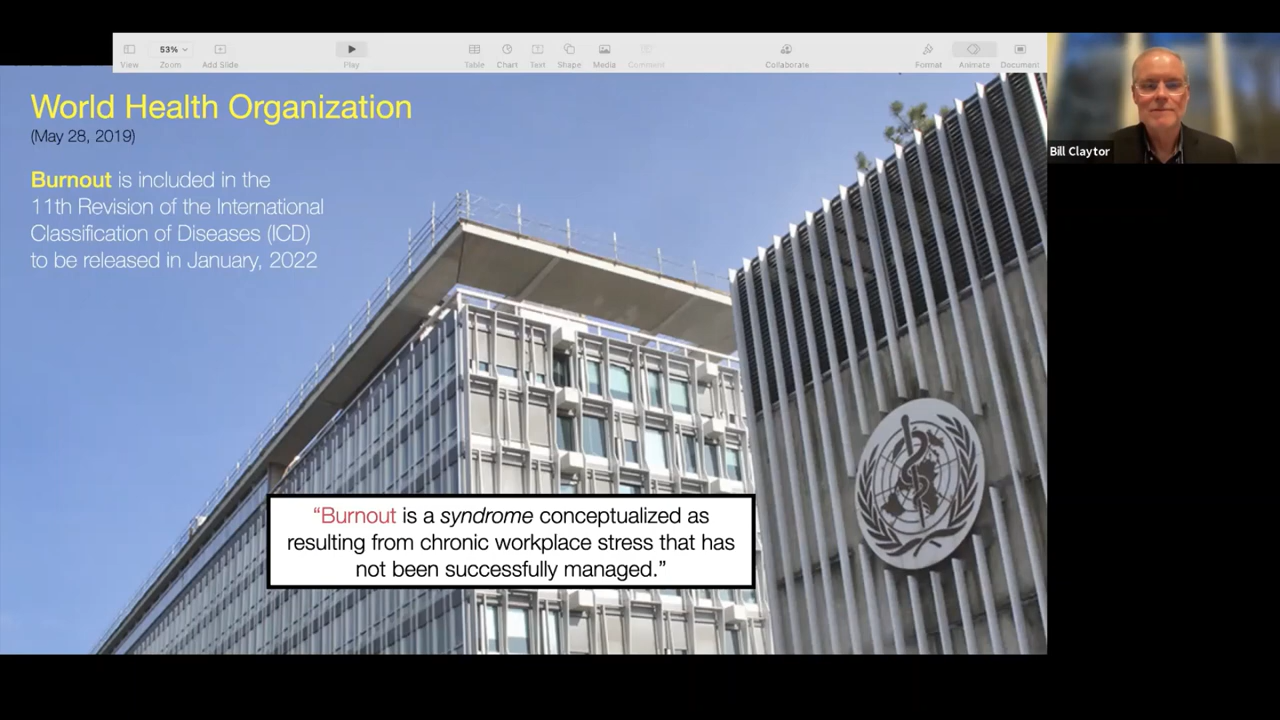 53%
View
Zoom
Add Slide
Play
Table
Chart
Text
Shape
Media
Comment
Collaborate
Format
Animate
Document
World Health Organization
(May 28, 2019)
Burnout is included in the
11th Revision of the International
Classification of Diseases (ICD)
to be released in January, 2022
“Burnout is a syndrome conceptualized as
resulting from chronic workplace stress that has
not been successfully managed.”
Bill Claytor